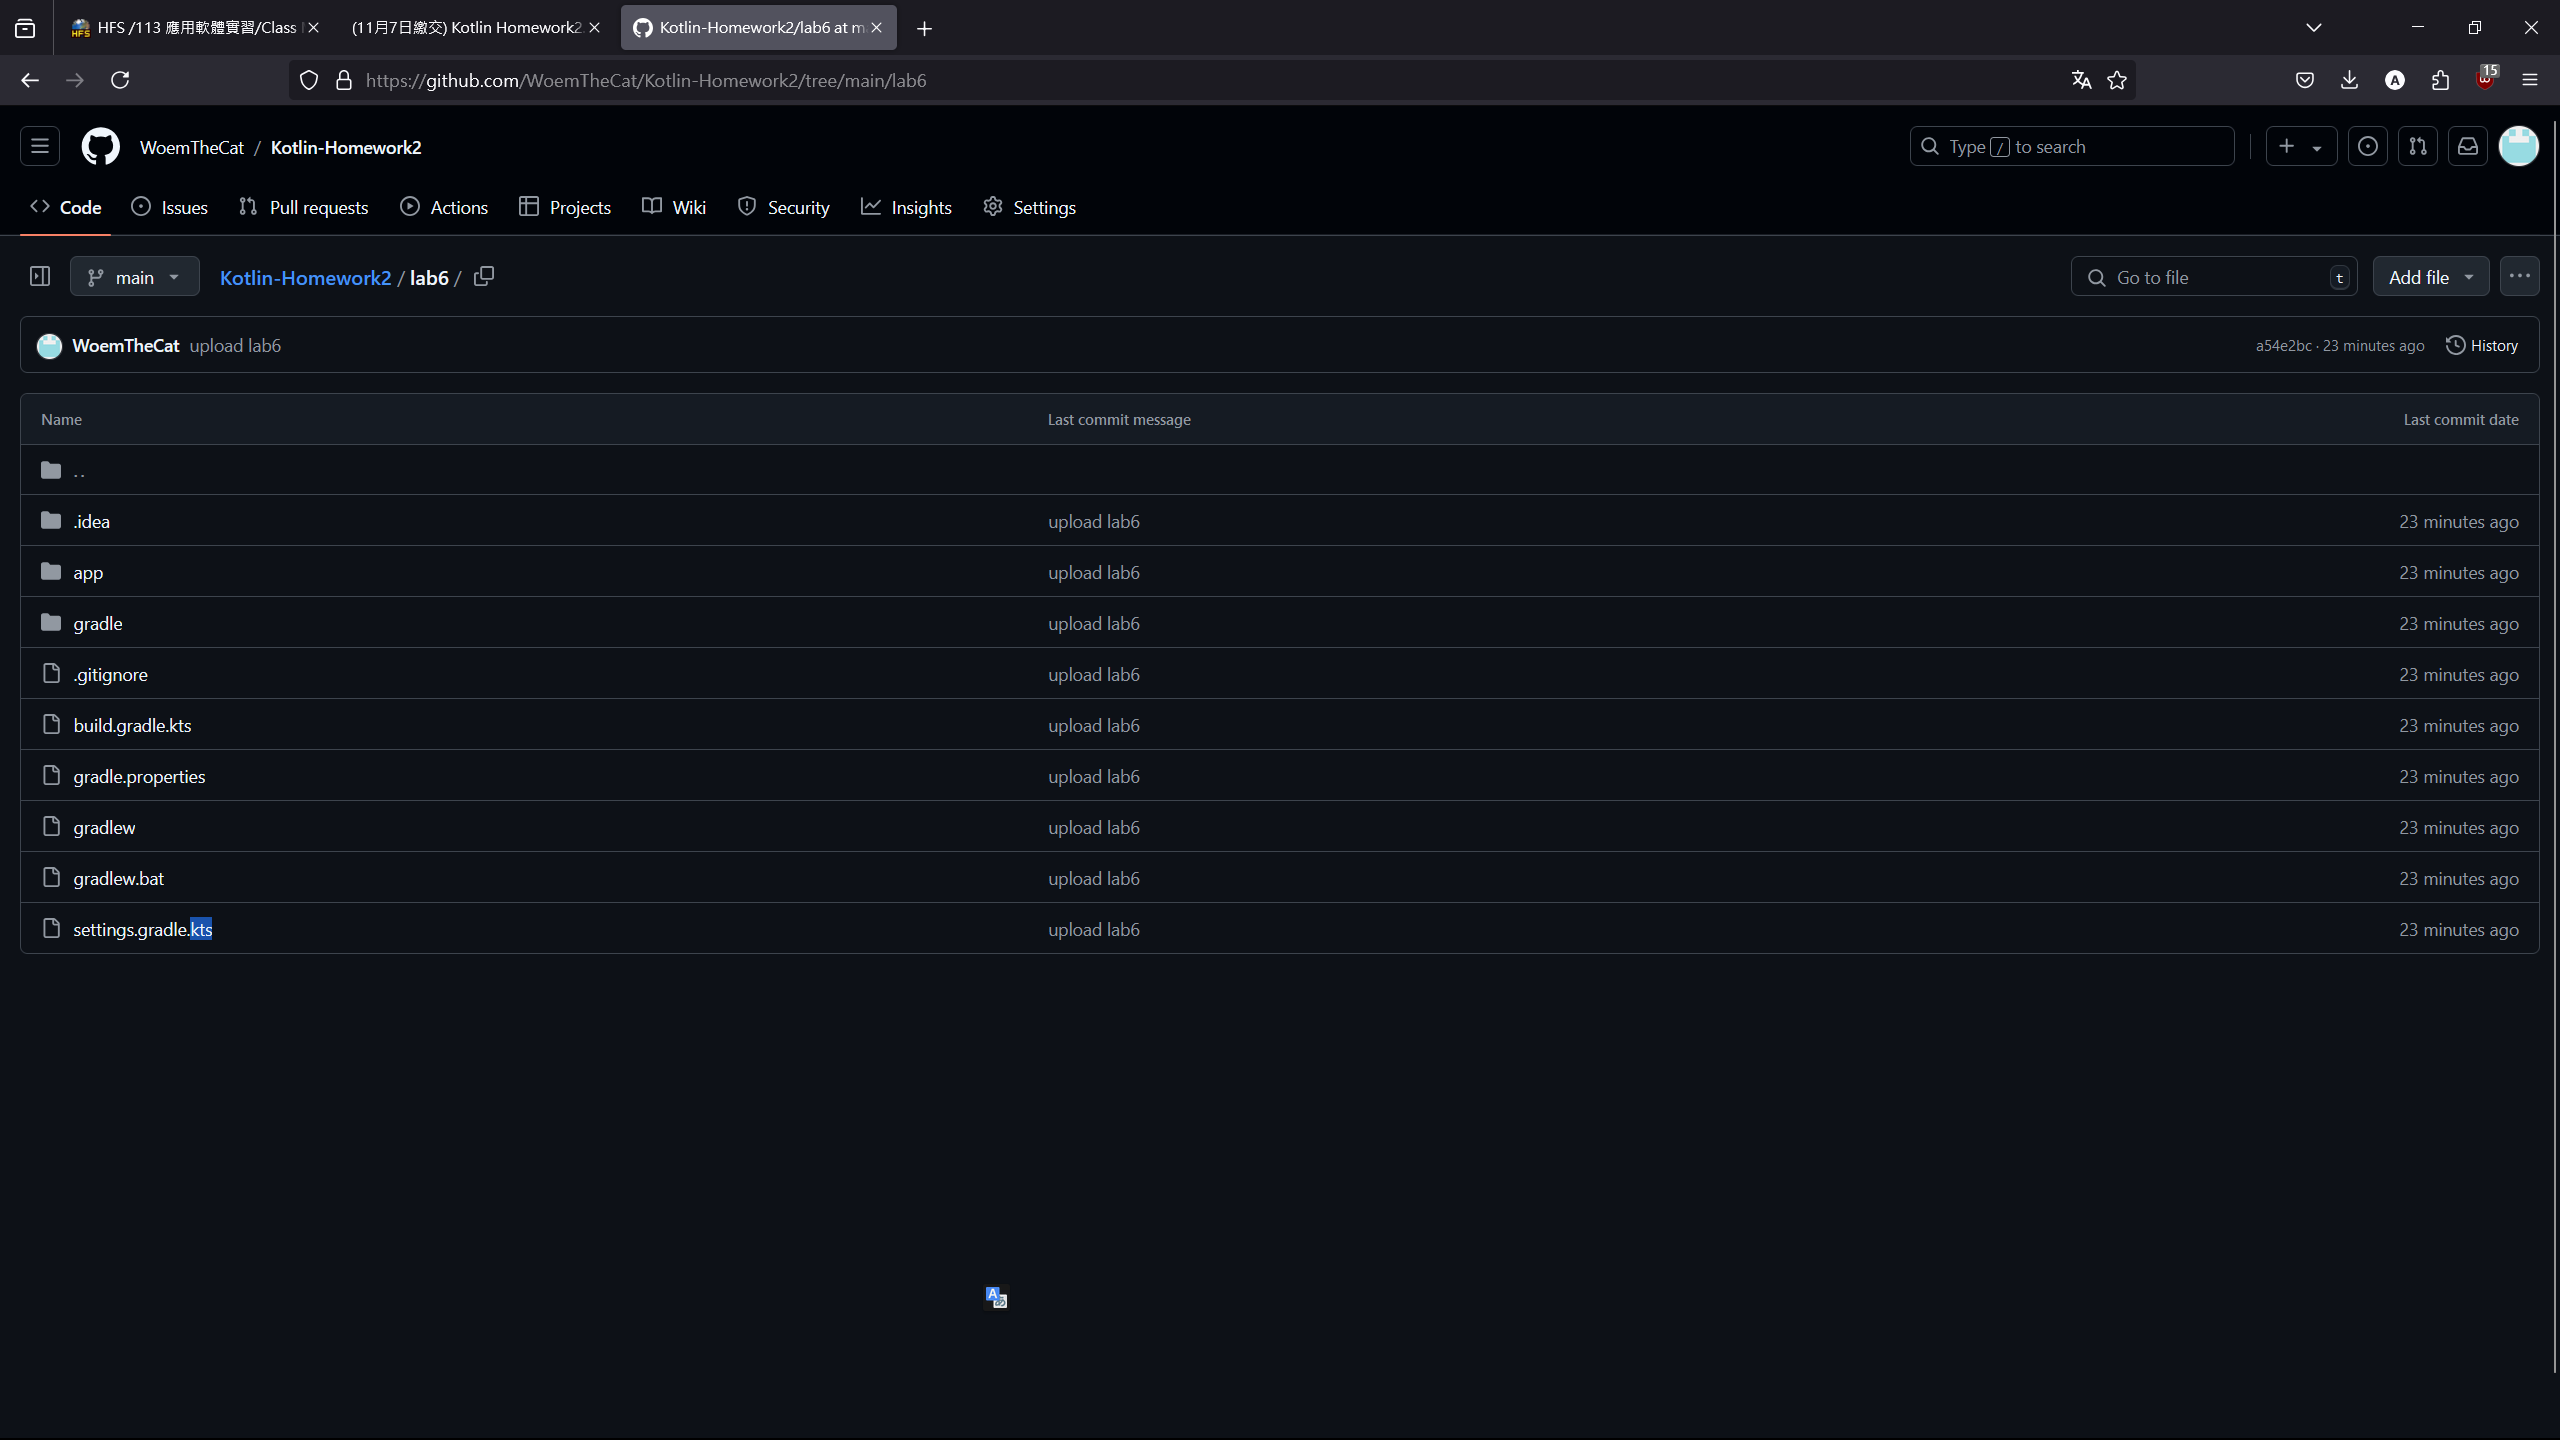 HFS /113 應用軟體實習/Class
(11月7日繳交) Kotlin Homework2
Kotlin-Homework2/lab6 at m
https://github.com/WoemTheCat/Kotlin-Homework2/tree/main/lab6
A
15
WoemTheCat / Kotlin-Homework2
Type / to search
Code
Issues
Pull requests
Actions
Projects
Wiki
Security
Insights
Settings
main
Kotlin-Homework2 / lab6 /
Go to file
t
Add file
WoemTheCat upload lab6
a54e2bc · 23 minutes ago
History
Name Last commit message Last commit date
..
.idea upload lab6 23 minutes ago
app upload lab6 23 minutes ago
gradle upload lab6 23 minutes ago
.gitignore upload lab6 23 minutes ago
build.gradle.kts upload lab6 23 minutes ago
gradle.properties upload lab6 23 minutes ago
gradlew upload lab6 23 minutes ago
gradlew.bat upload lab6 23 minutes ago
settings.gradle.kts upload lab6 23 minutes ago